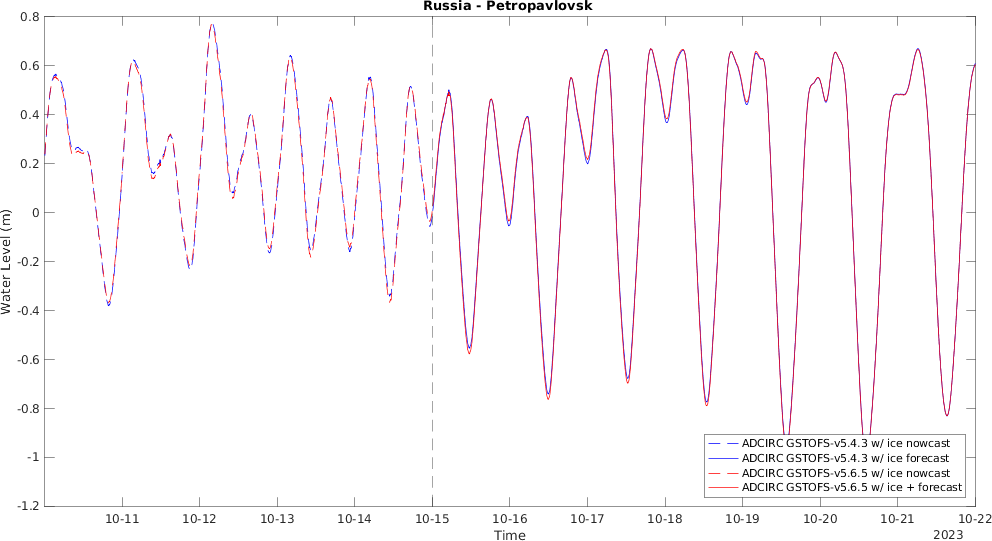 Russia - Petropavlovsk
Water Level (m)
0.8
0.6
0.4
0.2
0
-0.2
-0.4
-0.6
-0.8
-1
-1.2
ADCIRC GSTOFS-v5.4.3 w/ ice nowcast
ADCIRC GSTOFS-v5.4.3 w/ ice forecast
ADCIRC GSTOFS-v5.6.5 w/ ice nowcast
ADCIRC GSTOFS-v5.6.5 w/ ice + forecast
10-11 10-12 10-13 10-14 10-15 10-16 10-17 10-18 10-19 10-20 10-21 10-22
Time
2023